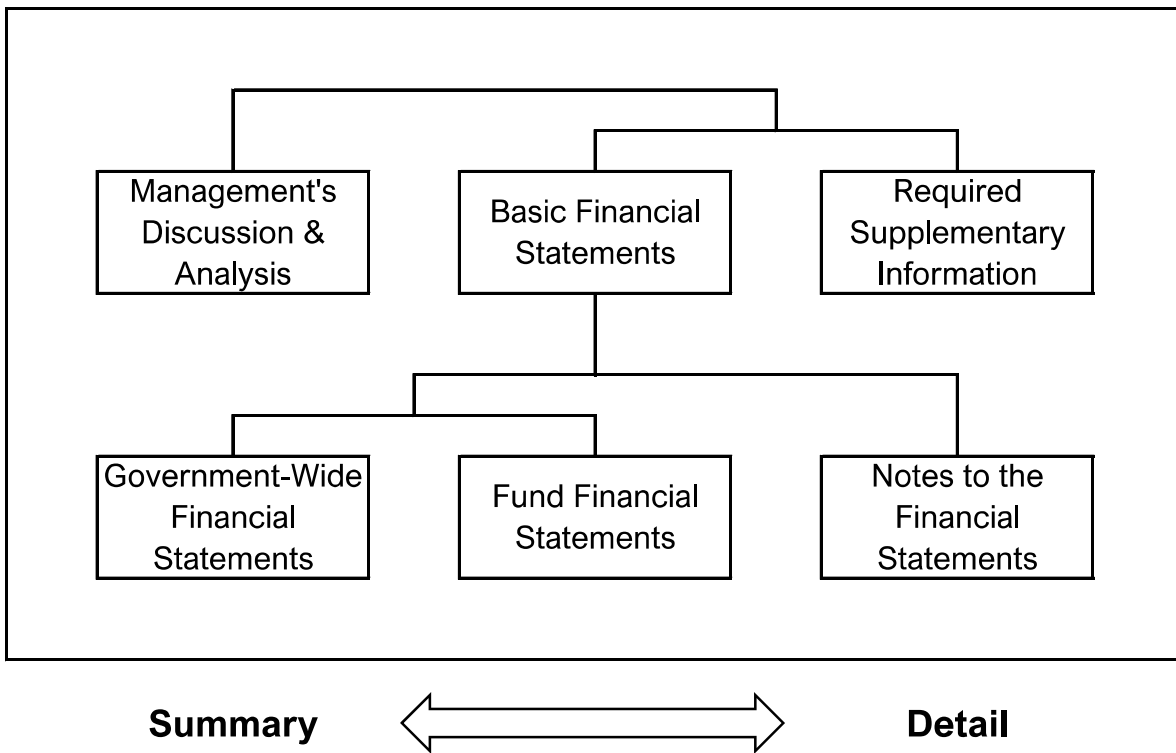 Management's
Discussion &
Analysis
Basic Financial
Statements
Required
Supplementary
Information
Government-Wide
Financial
Statements
Fund Financial
Statements
Notes to the
Financial
Statements
Summary
Detail